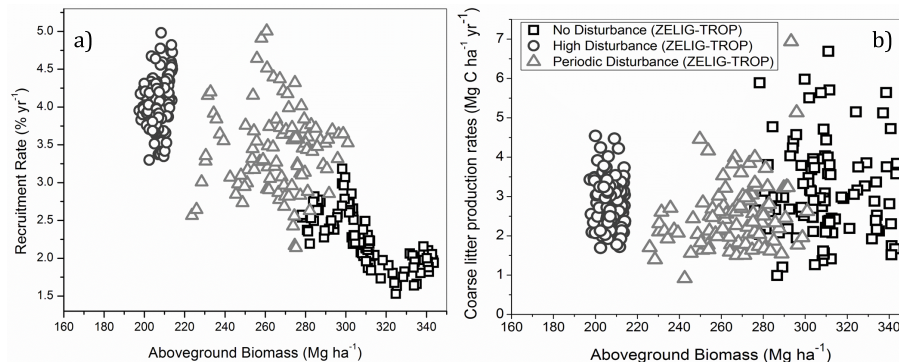 a)
Recruitment Rate (% yr⁻¹)
5.0
4.5
4.0
3.5
3.0
2.5
2.0
1.5
160 180 200 220 240 260 280 300 320 340
Aboveground Biomass (Mg ha⁻¹)
b)
No Disturbance (ZELIG-TROP)
High Disturbance (ZELIG-TROP)
Periodic Disturbance (ZELIG-TROP)
Coarse litter production rates (Mg C ha⁻¹ yr⁻¹)
7
6
5
4
3
2
1
0
160 180 200 220 240 260 280 300 320 340
Aboveground Biomass (Mg ha⁻¹)